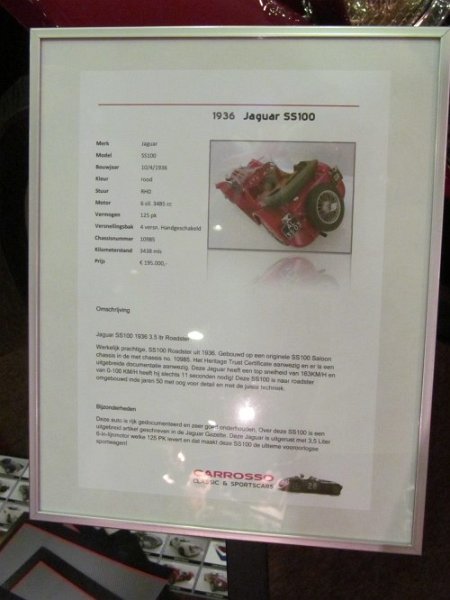 1936 Jaguar SS100
Merk Jaguar
Model SS100
Bouwjaar 10/4/1936
Kleur rood
Stuur RHD
Motor 6 cil. 3485 cc
Vermogen 125 pk
Versnellingsbak 4 versn. Handgeschakeld
Chassisnummer 10985
Kilometerstand 3438 mls
Prijs € 195.000,-
Omschrijving
Jaguar SS100 1936 3.5 ltr Roadster
Werkelijk prachtige, SS100 Roadster uit 1936. Gebouwd op een originele SS100 Saloon
chassis in de met chassis no. 10985. Het Heritage Trust Certificate aanwezig en er is een
uitgebreide documentatie aanwezig. Deze Jaguar heeft een top snelheid van 163KM/H en
van 0-100 KM/H heeft hij slechts 11 seconden nodig! Deze SS100 is naar roadster
omgebouwd inde jaren 50 met oog voor detail en met de juiste techniek.
Bijzonderheden
Deze auto is rijk gedocumenteerd en zeer goed onderhouden. Over deze SS100 is een
uitgebreid artikel geschreven in de Jaguar Gazette. Deze Jaguar is uitgerust met 3,5 Liter
6-in-lijnmotor welke 125 PK levert en dat maakt deze SS100 de ultieme vooroorlogse
sportwagen!
CARROSSO
CLASSIC & SPORTSCARS